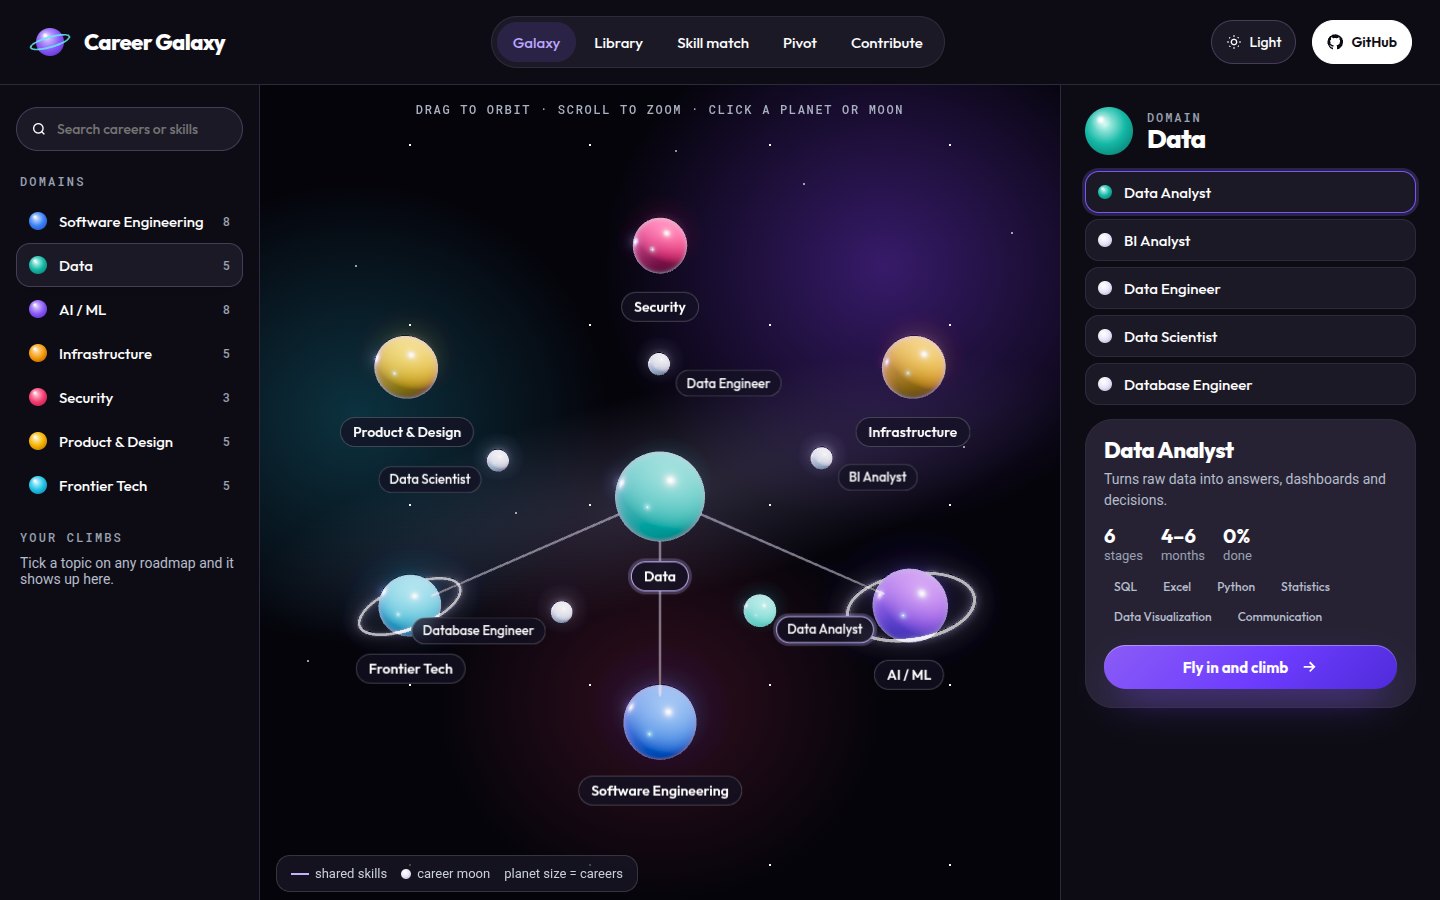 Career Galaxy
Galaxy
Library
Skill match
Pivot
Contribute
Light
GitHub
Search careers or skills
DOMAINS
Software Engineering 8
Data 5
AI / ML 8
Infrastructure 5
Security 3
Product & Design 5
Frontier Tech 5
YOUR CLIMBS
Tick a topic on any roadmap and it
shows up here.
DRAG TO ORBIT · SCROLL TO ZOOM · CLICK A PLANET OR MOON
Security
Data Engineer
Product & Design
Infrastructure
Data Scientist
BI Analyst
Data
Database Engineer
Data Analyst
Frontier Tech
AI / ML
Software Engineering
shared skills
career moon
planet size = careers
DOMAIN
Data
Data Analyst
BI Analyst
Data Engineer
Data Scientist
Database Engineer
Data Analyst
Turns raw data into answers, dashboards and
decisions.
6 4–6 0%
stages months done
SQL Excel Python Statistics
Data Visualization Communication
Fly in and climb →